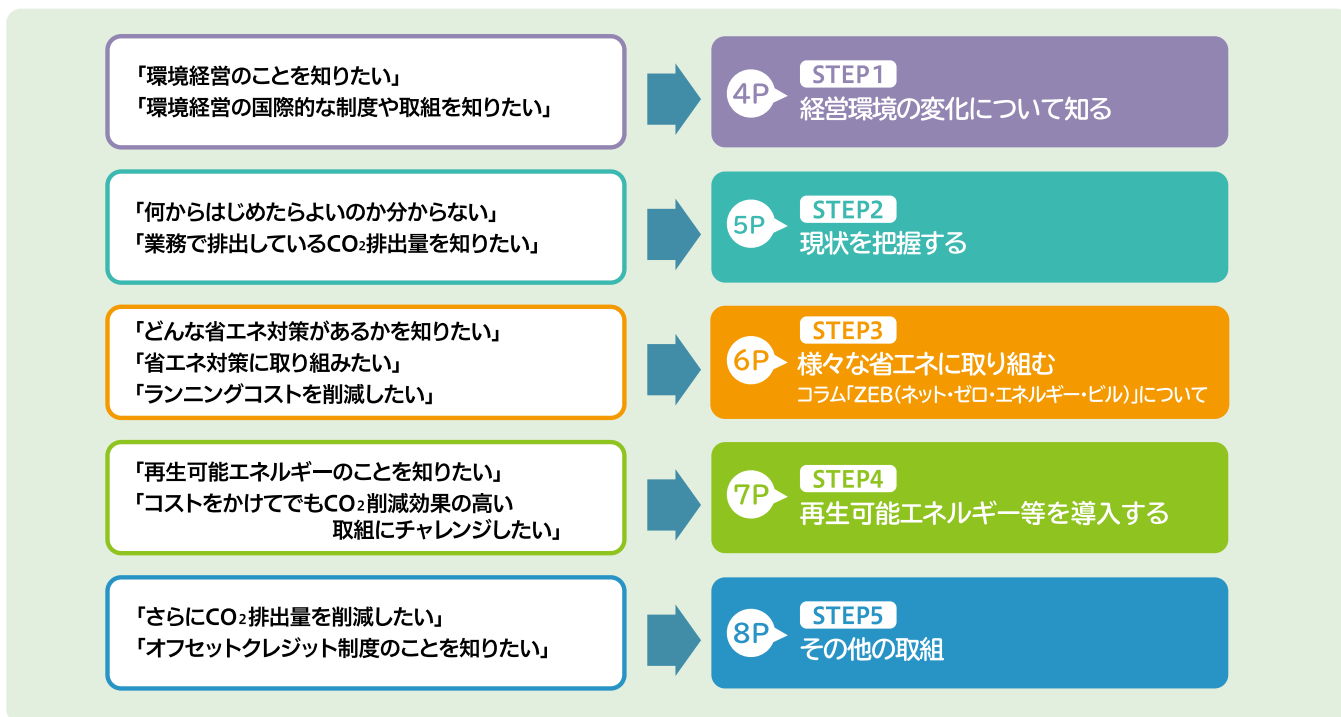 「環境経営のことを知りたい」
「環境経営の国際的な制度や取組を知りたい」
4P
STEP1
経営環境の変化について知る
「何からはじめたらよいのか分からない」
「業務で排出しているCO₂排出量を知りたい」
5P
STEP2
現状を把握する
「どんな省エネ対策があるかを知りたい」
「省エネ対策に取り組みたい」
「ランニングコストを削減したい」
6P
STEP3
様々な省エネに取り組む
コラム「ZEB(ネット・ゼロ・エネルギー・ビル)」について
「再生可能エネルギーのことを知りたい」
「コストをかけてでもCO₂削減効果の高い
取組にチャレンジしたい」
7P
STEP4
再生可能エネルギー等を導入する
「さらにCO₂排出量を削減したい」
「オフセットクレジット制度のことを知りたい」
8P
STEP5
その他の取組